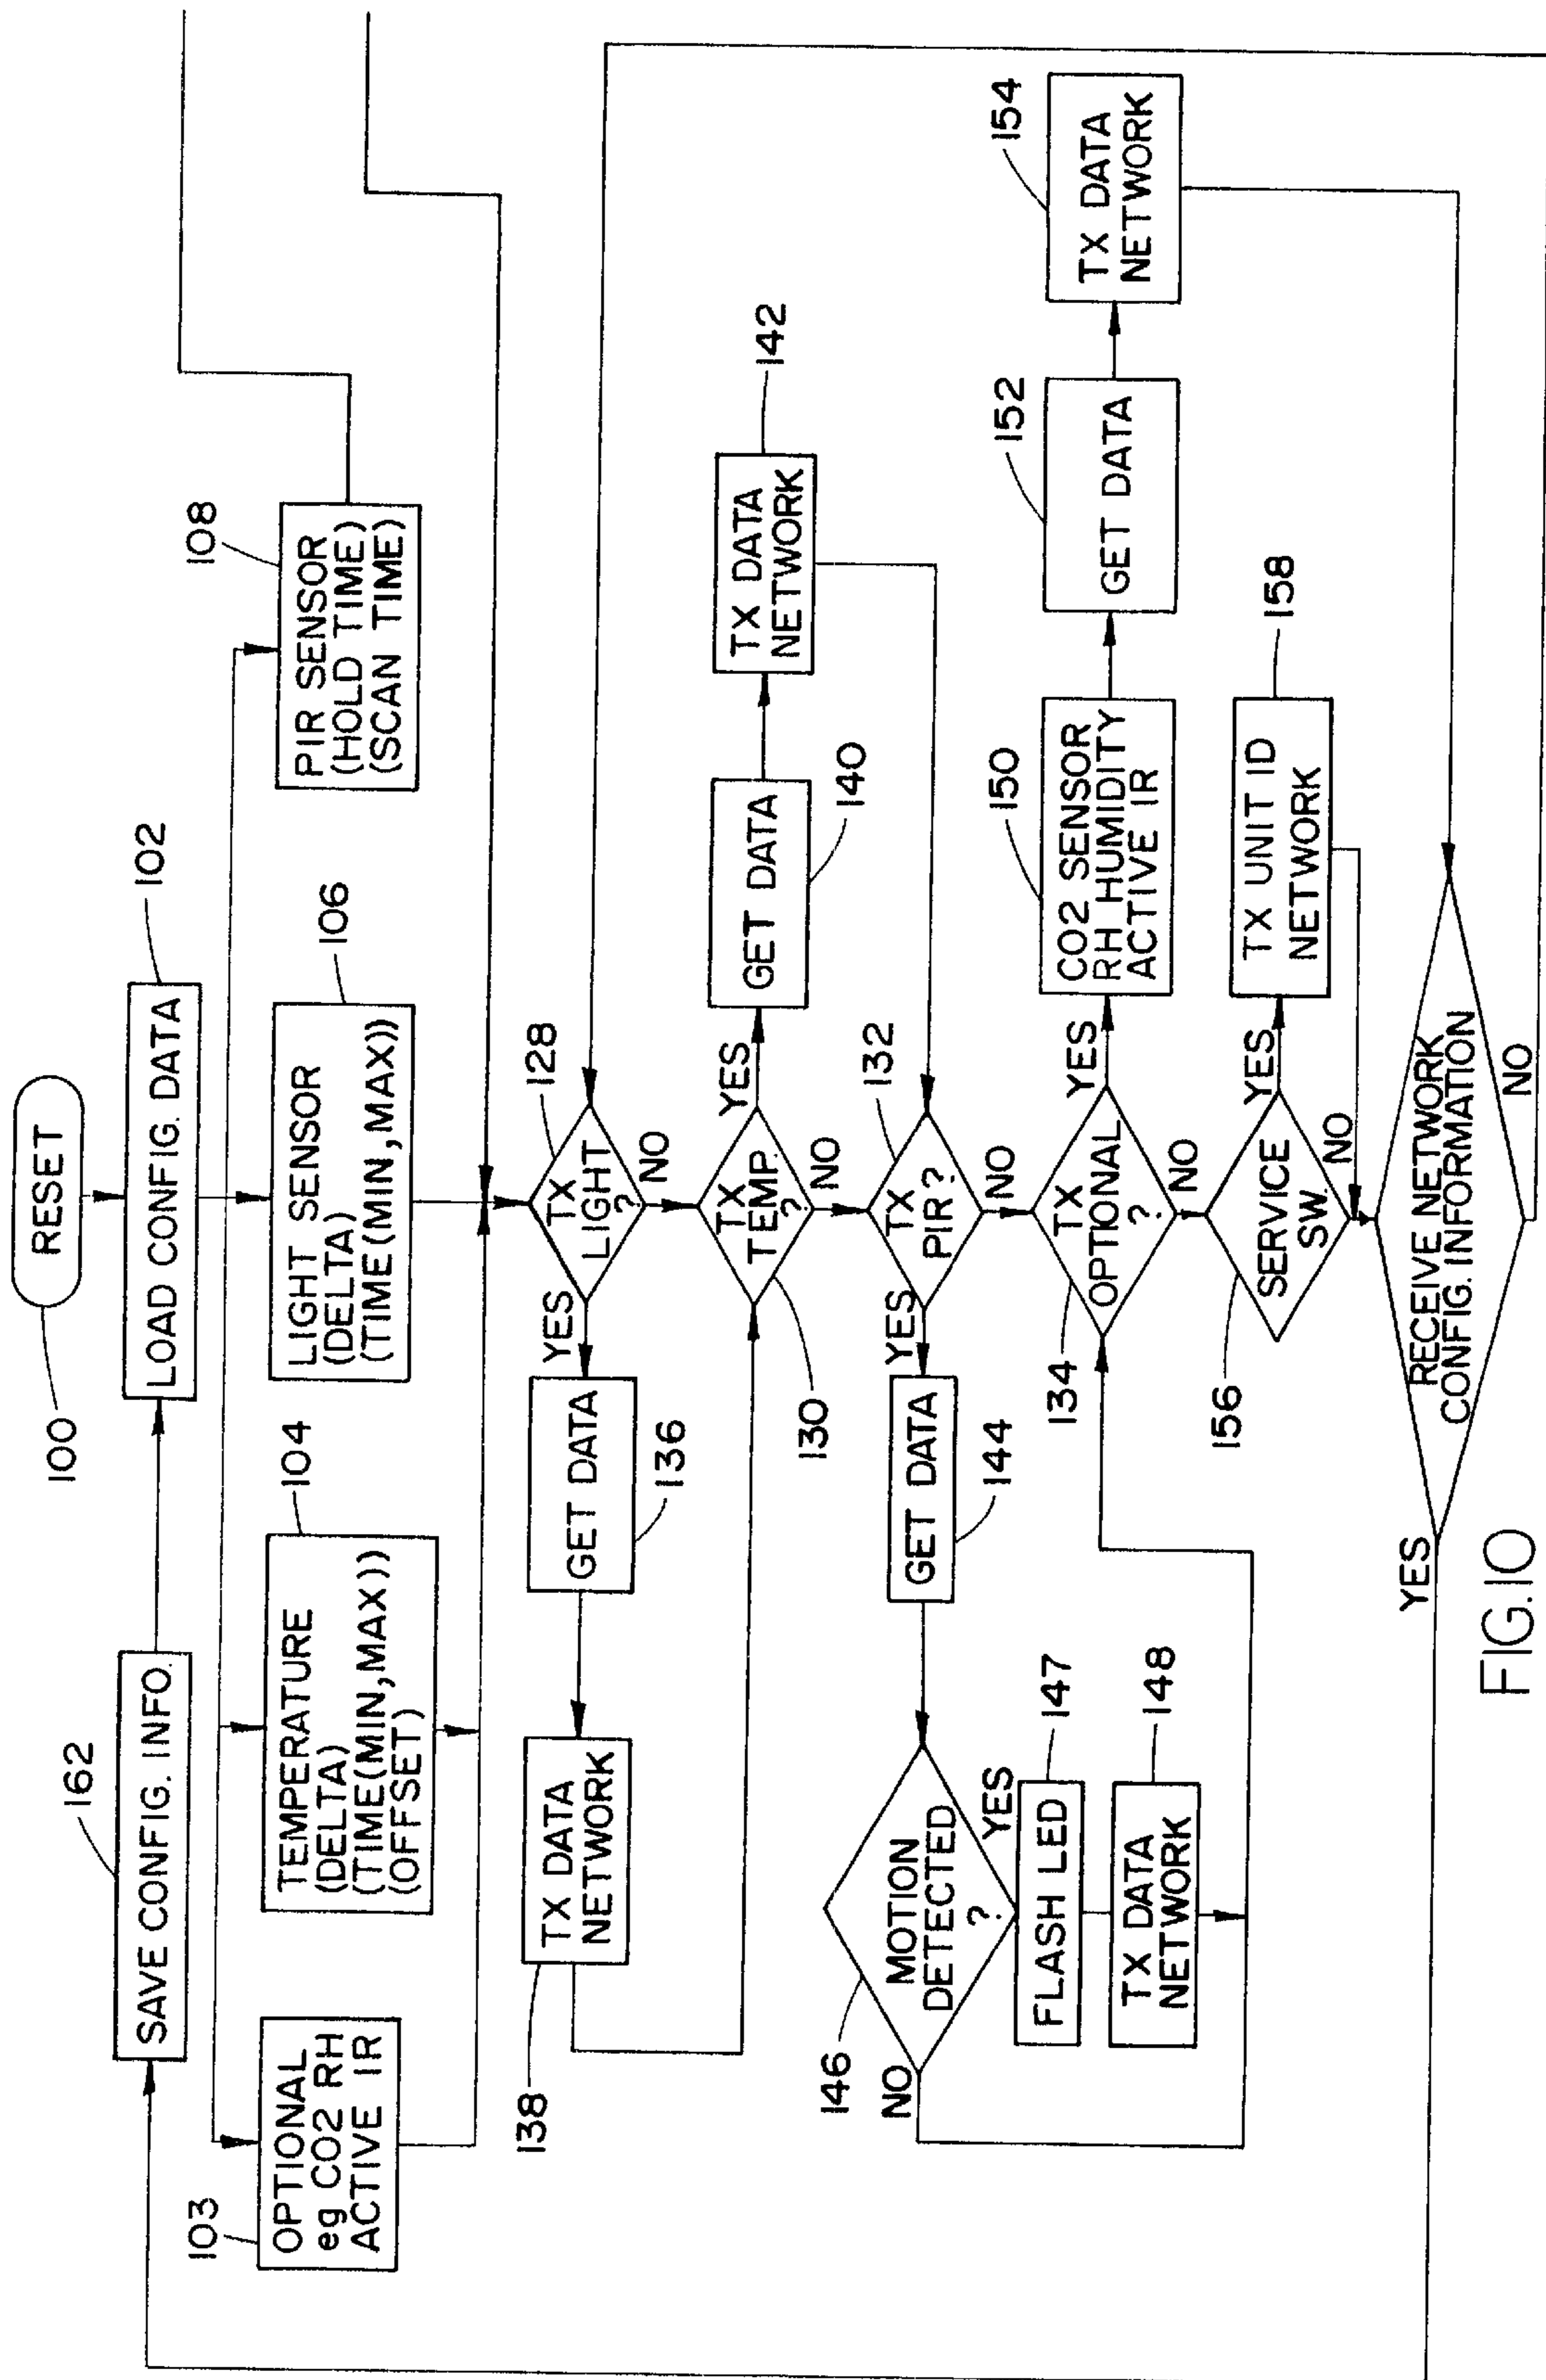 RESET
100
162
SAVE CONFIG. INFO.
LOAD CONFIG. DATA
102
103
OPTIONAL
eg CO2 RH
ACTIVE IR
104
TEMPERATURE
(DELTA)
(TIME(MIN,MAX))
(OFFSET)
106
LIGHT SENSOR
(DELTA)
(TIME(MIN,MAX))
108
PIR SENSOR
(HOLD TIME)
(SCAN TIME)
138
TX DATA
NETWORK
GET DATA
136
YES
TX
LIGHT
?
128
NO
130
TX
TEMP.
?
YES
NO
GET DATA
140
TX DATA
NETWORK
142
146
MOTION
DETECTED
?
NO
YES
FLASH LED
147
TX DATA
NETWORK
148
GET DATA
144
YES
TX
PIR?
132
NO
134
TX
OPTIONAL
?
YES
NO
150
CO2 SENSOR
RH HUMIDITY
ACTIVE IR
152
GET DATA
154
TX DATA
NETWORK
156
SERVICE
SW
YES
NO
TX UNIT ID
NETWORK
158
YES
RECEIVE NETWORK
CONFIG. INFORMATION
NO
FIG.10